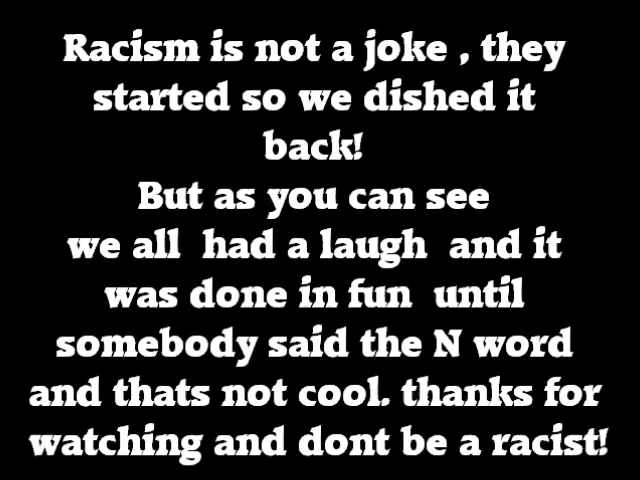 Racism is not a joke , they
started so we dished it
back!
But as you can see
we all had a laugh and it
was done in fun until
somebody said the N word
and thats not cool. thanks for
watching and dont be a racist!